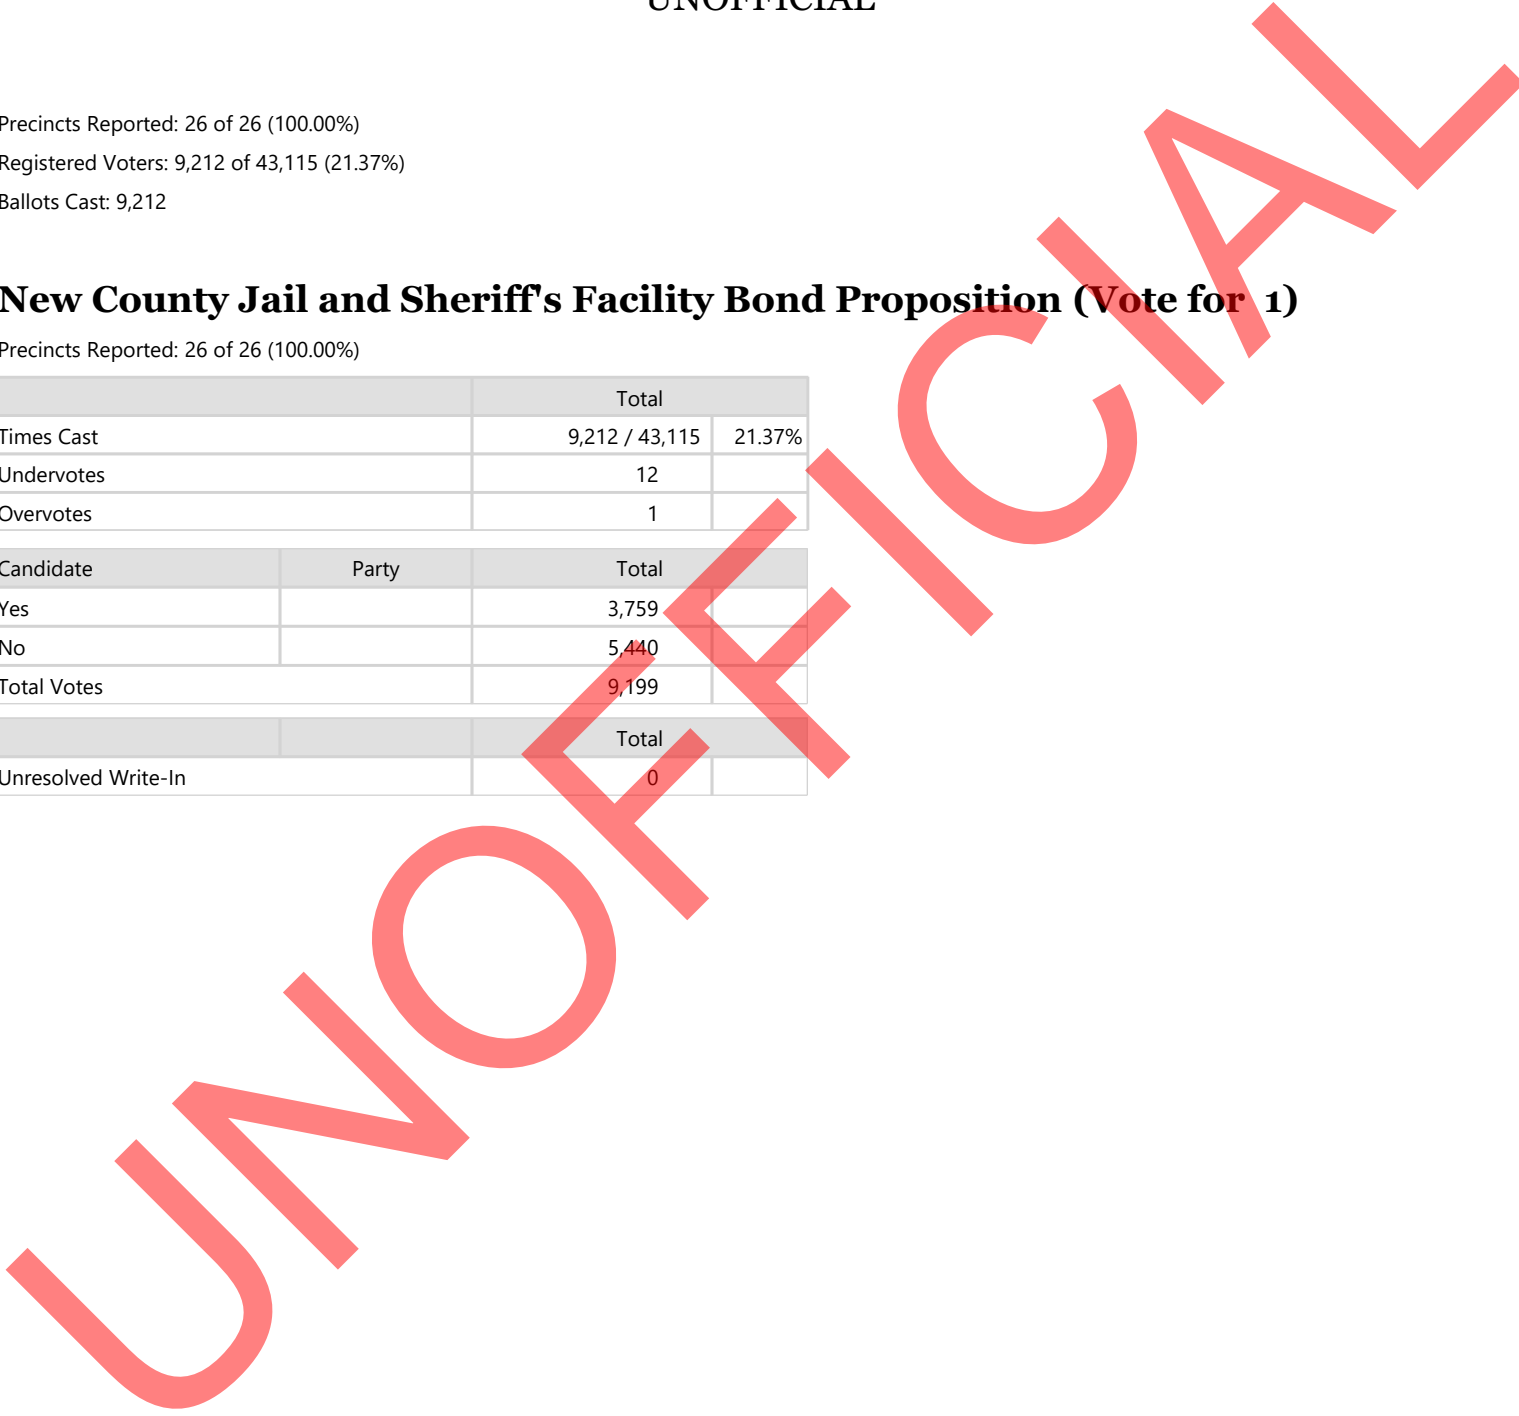 UNOFFICIAL
Precincts Reported: 26 of 26 (100.00%)
Registered Voters: 9,212 of 43,115 (21.37%)
Ballots Cast: 9,212
New County Jail and Sheriff's Facility Bond Proposition (Vote for 1)
Precincts Reported: 26 of 26 (100.00%)
Total
Times Cast 9,212 / 43,115 21.37%
Undervotes 12
Overvotes 1
Candidate Party Total
Yes 3,759
No 5,440
Total Votes 9,199
Total
Unresolved Write-In 0
UNOFFICIAL